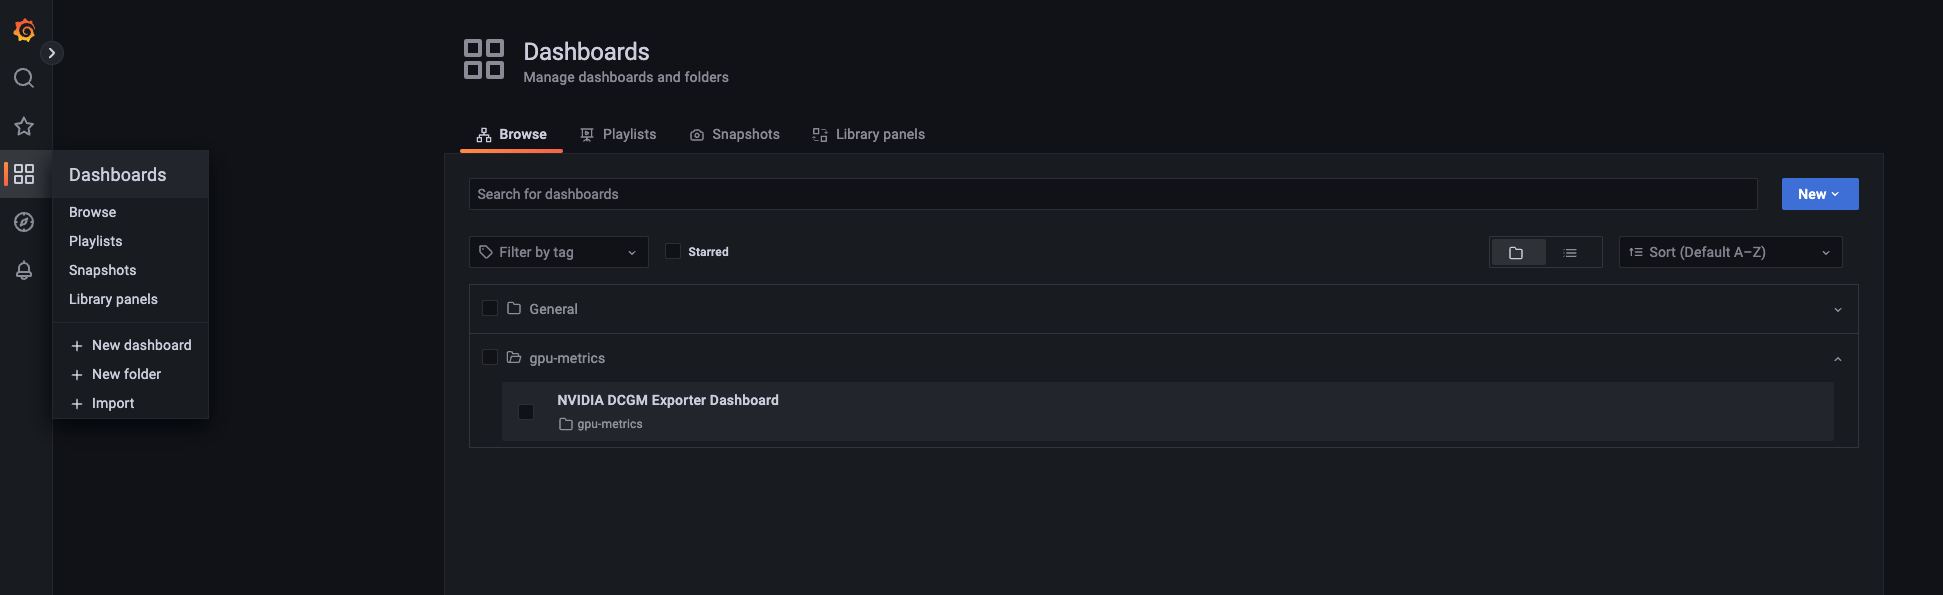 Dashboards
Manage dashboards and folders
Browse
Playlists
Snapshots
Library panels
Dashboards
Browse
Playlists
Snapshots
Library panels
New dashboard
New folder
Import
Search for dashboards
New
Filter by tag
Starred
Sort (Default A–Z)
General
gpu-metrics
NVIDIA DCGM Exporter Dashboard
gpu-metrics